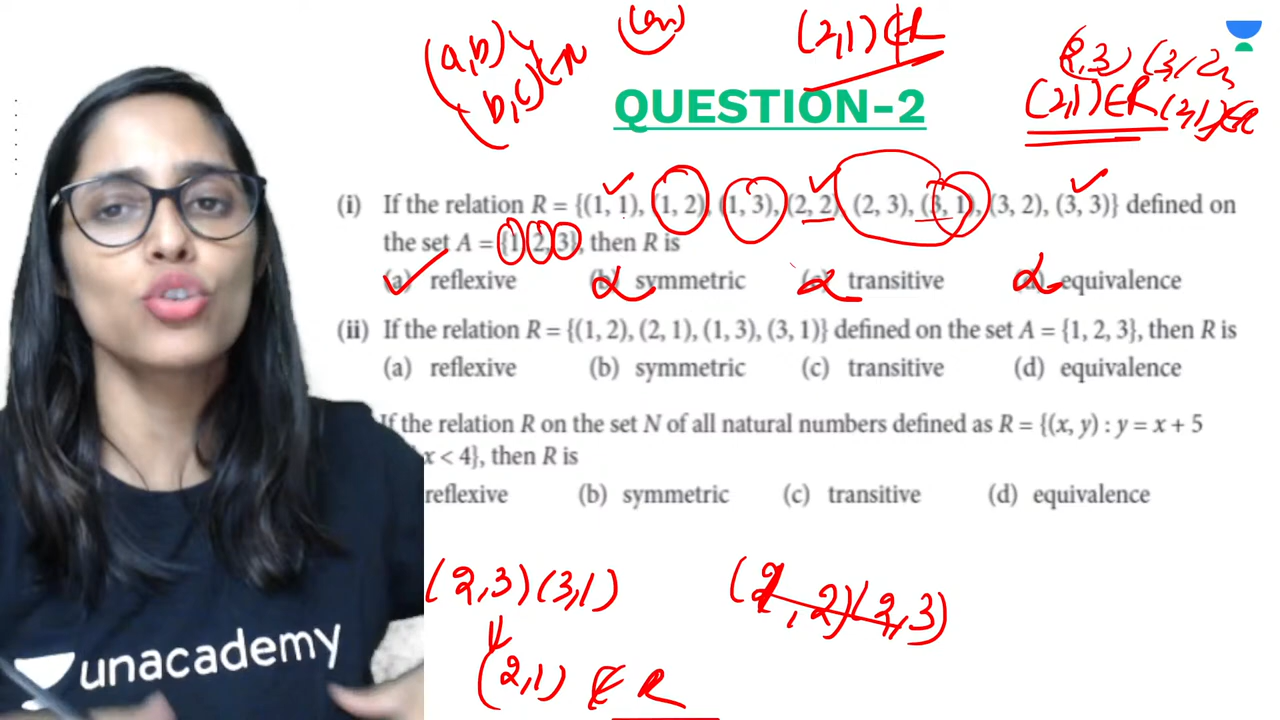 (a,b)
(b,c)
(2,1) ∉ R
(2,3) (3,
(2,1) ∈ R
QUESTION-2
(i) If the relation R = {(1, 1), (1, 2), (1, 3), (2, 2) (2, 3), (3, 1), (3, 2), (3, 3)} defined on
the set A = {1, 2, 3}, then R is
(a) reflexive (b) symmetric (c) transitive (d) equivalence
(ii) If the relation R = {(1, 2), (2, 1), (1, 3), (3, 1)} defined on the set A = {1, 2, 3}, then R is
(a) reflexive (b) symmetric (c) transitive (d) equivalence
If the relation R on the set N of all natural numbers defined as R = {(x, y) : y = x + 5
x < 4}, then R is
reflexive (b) symmetric (c) transitive (d) equivalence
(2,3) (3,1)
, 2) (2, 3)
(2,1) ∉ R
unacademy